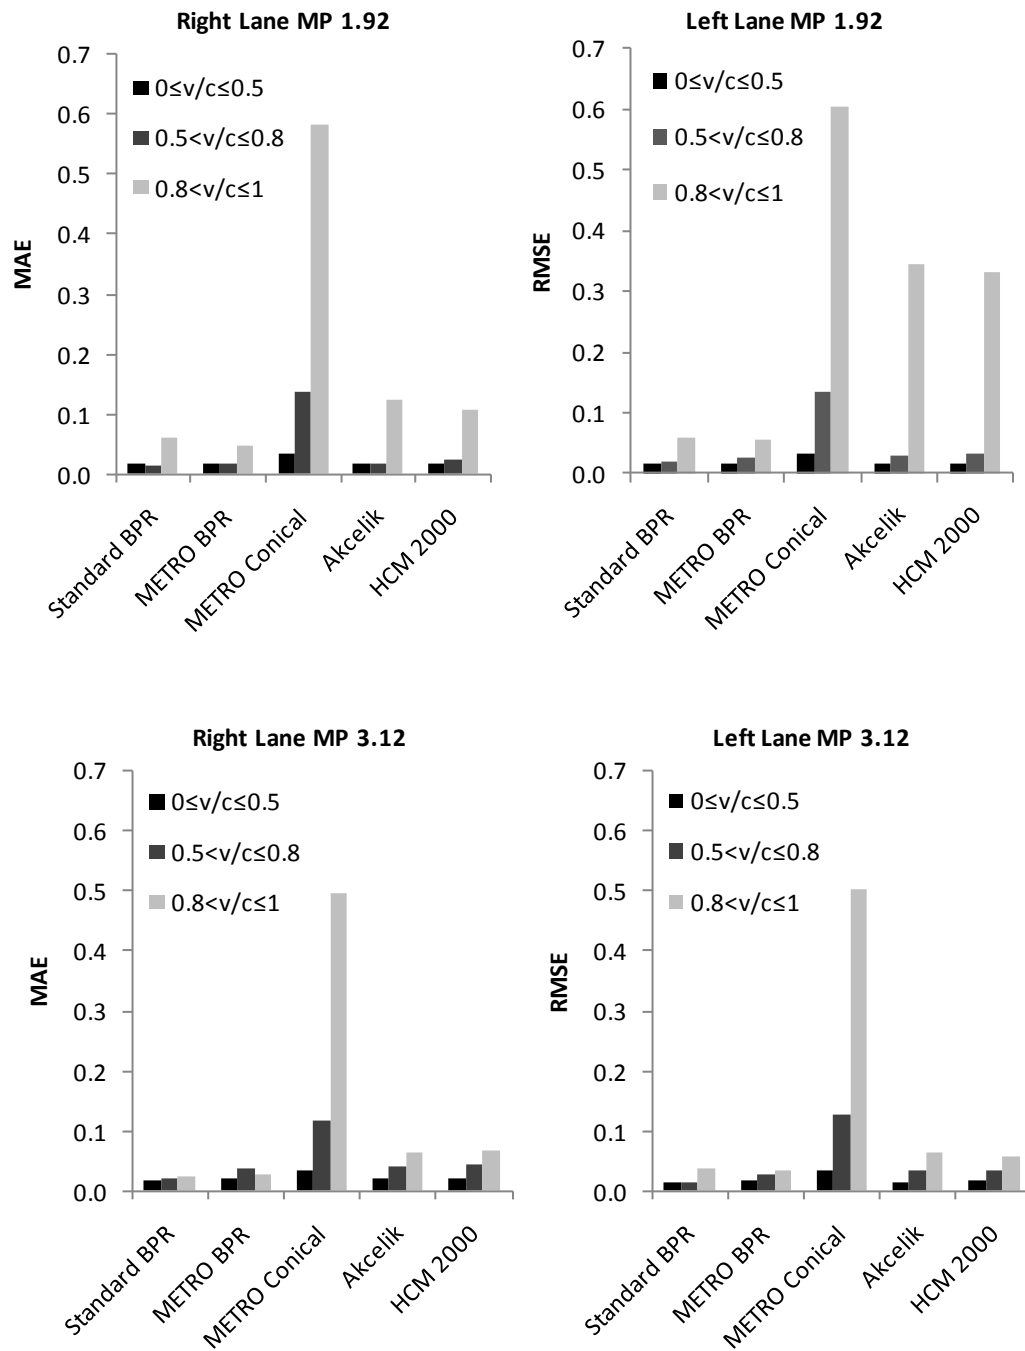 Right Lane MP 1.92
0.7
0.6
0.5
0.4
0.3
0.2
0.1
0.0
MAE
0≤v/c≤0.5
0.5<v/c≤0.8
0.8<v/c≤1
Standard BPR
METRO BPR
METRO Conical
Akcelik
HCM 2000
Left Lane MP 1.92
0.7
0.6
0.5
0.4
0.3
0.2
0.1
0.0
RMSE
0≤v/c≤0.5
0.5<v/c≤0.8
0.8<v/c≤1
Standard BPR
METRO BPR
METRO Conical
Akcelik
HCM 2000
Right Lane MP 3.12
0.7
0.6
0.5
0.4
0.3
0.2
0.1
0.0
MAE
0≤v/c≤0.5
0.5<v/c≤0.8
0.8<v/c≤1
Standard BPR
METRO BPR
METRO Conical
Akcelik
HCM 2000
Left Lane MP 3.12
0.7
0.6
0.5
0.4
0.3
0.2
0.1
0.0
RMSE
0≤v/c≤0.5
0.5<v/c≤0.8
0.8<v/c≤1
Standard BPR
METRO BPR
METRO Conical
Akcelik
HCM 2000